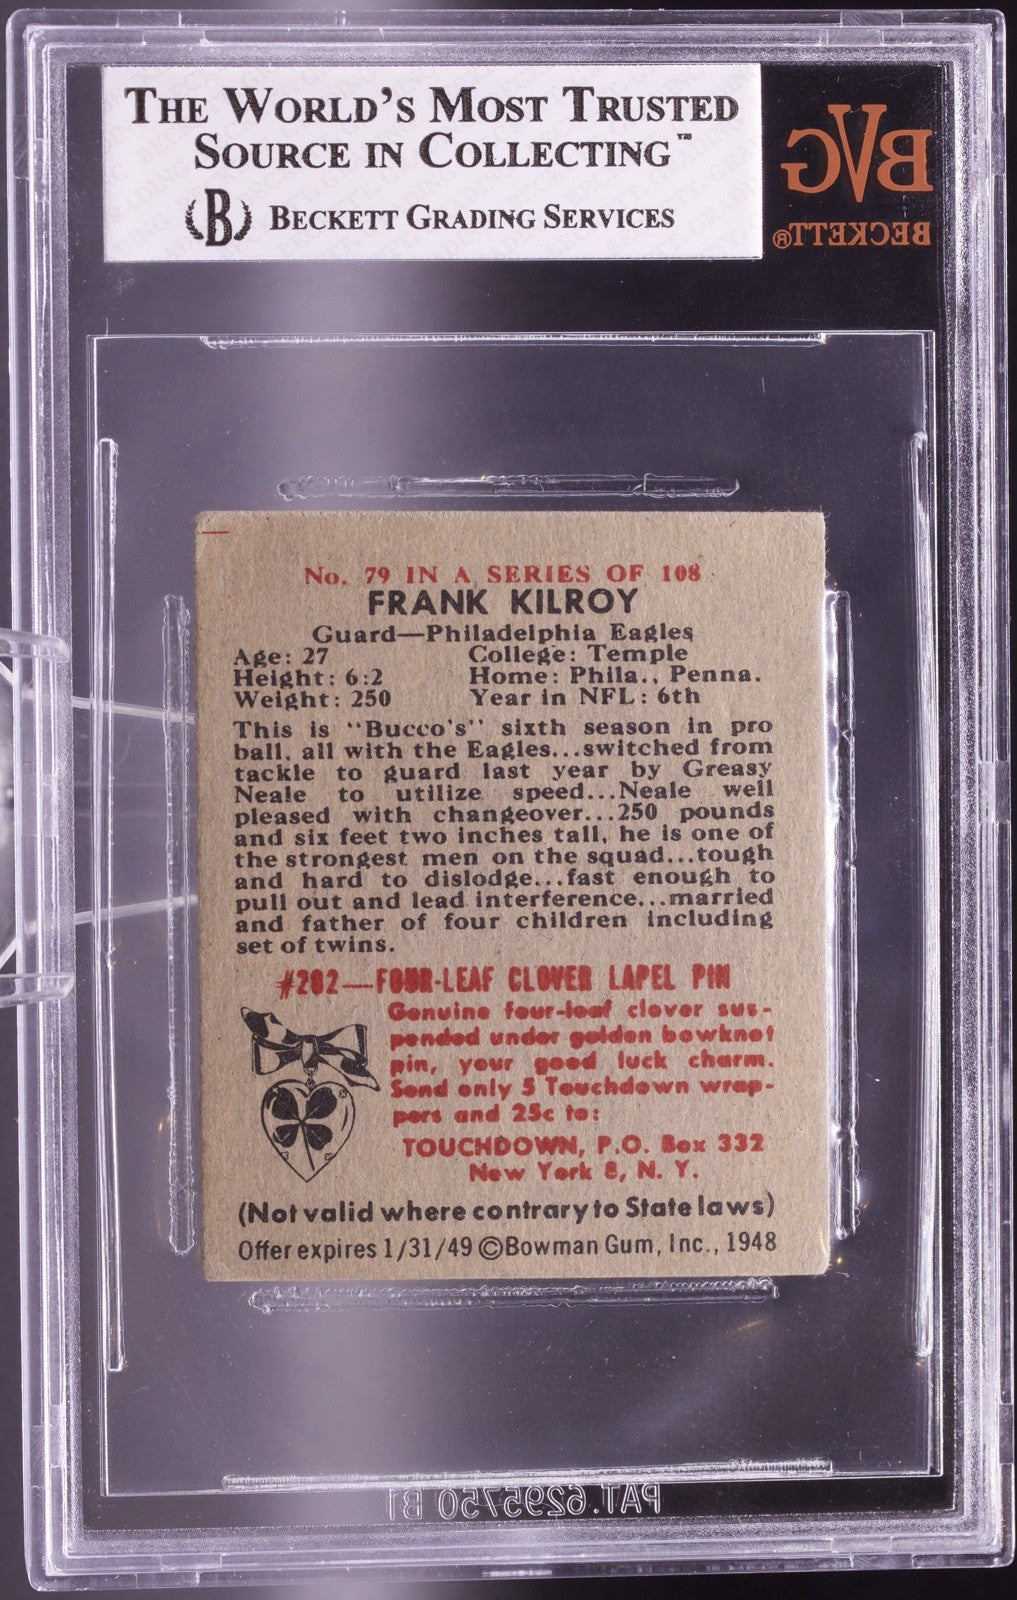 THE WORLD'S MOST TRUSTED
SOURCE IN COLLECTING™
B BECKETT GRADING SERVICES
BVG
BECKETT®
No. 79 IN A SERIES OF 108
FRANK KILROY
Guard—Philadelphia Eagles
Age: 27 College: Temple
Height: 6:2 Home: Phila., Penna.
Weight: 250 Year in NFL: 6th
This is "Bucco's" sixth season in pro
ball, all with the Eagles...switched from
tackle to guard last year by Greasy
Neale to utilize speed...Neale well
pleased with changeover...250 pounds
and six feet two inches tall, he is one of
the strongest men on the squad...tough
and hard to dislodge...fast enough to
pull out and lead interference...married
and father of four children including
set of twins.
#202—FOUR-LEAF CLOVER LAPEL PIN
Genuine four-leaf clover sus-
pended under golden bowknot
pin, your good luck charm.
Send only 5 Touchdown wrap-
pers and 25c to:
TOUCHDOWN, P.O. Box 332
New York 8, N. Y.
(Not valid where contrary to State laws)
Offer expires 1/31/49 ©Bowman Gum, Inc., 1948
PAT. 6295750 B1